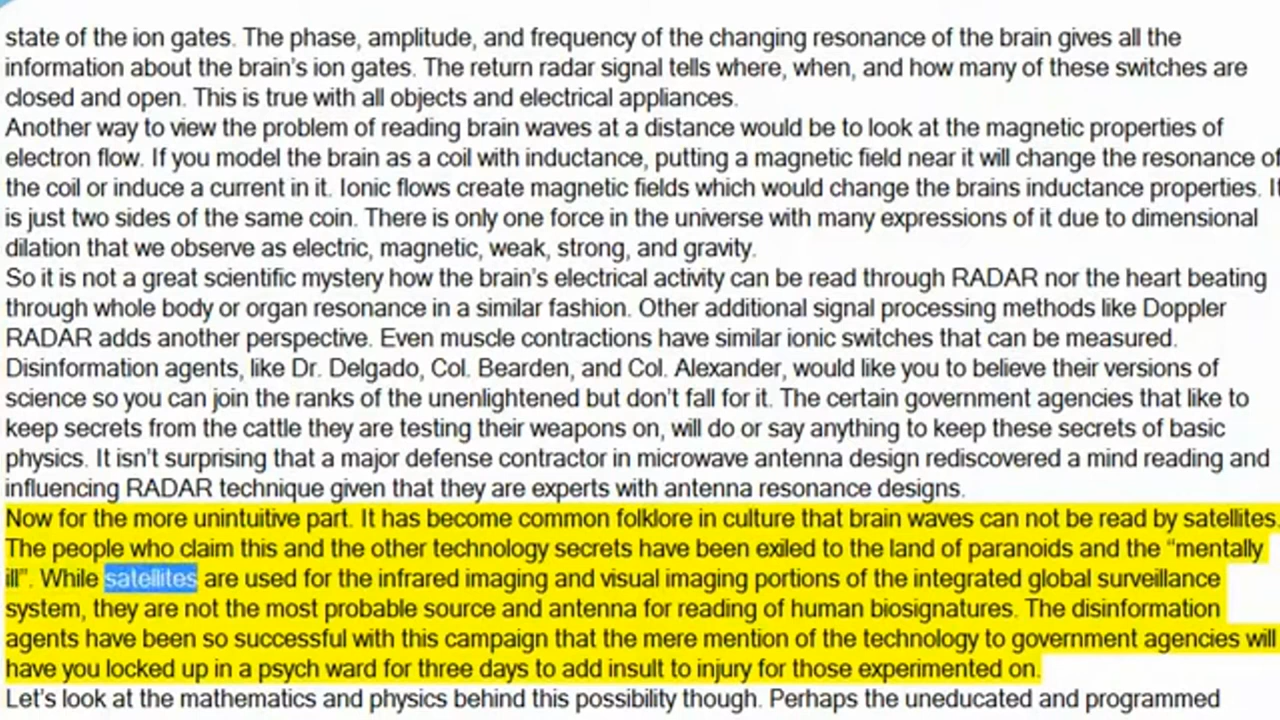 state of the ion gates. The phase, amplitude, and frequency of the changing resonance of the brain gives all the
information about the brain's ion gates. The return radar signal tells where, when, and how many of these switches are
closed and open. This is true with all objects and electrical appliances.
Another way to view the problem of reading brain waves at a distance would be to look at the magnetic properties of
electron flow. If you model the brain as a coil with inductance, putting a magnetic field near it will change the resonance of
the coil or induce a current in it. Ionic flows create magnetic fields which would change the brains inductance properties. It
is just two sides of the same coin. There is only one force in the universe with many expressions of it due to dimensional
dilation that we observe as electric, magnetic, weak, strong, and gravity.
So it is not a great scientific mystery how the brain's electrical activity can be read through RADAR nor the heart beating
through whole body or organ resonance in a similar fashion. Other additional signal processing methods like Doppler
RADAR adds another perspective. Even muscle contractions have similar ionic switches that can be measured.
Disinformation agents, like Dr. Delgado, Col. Bearden, and Col. Alexander, would like you to believe their versions of
science so you can join the ranks of the unenlightened but don't fall for it. The certain government agencies that like to
keep secrets from the cattle they are testing their weapons on, will do or say anything to keep these secrets of basic
physics. It isn't surprising that a major defense contractor in microwave antenna design rediscovered a mind reading and
influencing RADAR technique given that they are experts with antenna resonance designs.
Now for the more unintuitive part. It has become common folklore in culture that brain waves can not be read by satellites.
The people who claim this and the other technology secrets have been exiled to the land of paranoids and the “mentally
ill”. While satellites are used for the infrared imaging and visual imaging portions of the integrated global surveillance
system, they are not the most probable source and antenna for reading of human biosignatures. The disinformation
agents have been so successful with this campaign that the mere mention of the technology to government agencies will
have you locked up in a psych ward for three days to add insult to injury for those experimented on.
Let's look at the mathematics and physics behind this possibility though. Perhaps the uneducated and programmed